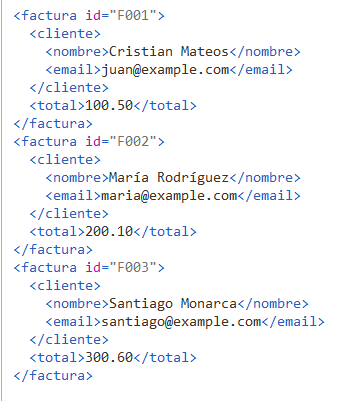 <factura id="F001">
<cliente>
<nombre>Cristian Mateos</nombre>
<email>juan@example.com</email>
</cliente>
<total>100.50</total>
</factura>
<factura id="F002">
<cliente>
<nombre>María Rodríguez</nombre>
<email>maria@example.com</email>
</cliente>
<total>200.10</total>
</factura>
<factura id="F003">
<cliente>
<nombre>Santiago Monarca</nombre>
<email>santiago@example.com</email>
</cliente>
<total>300.60</total>
</factura>